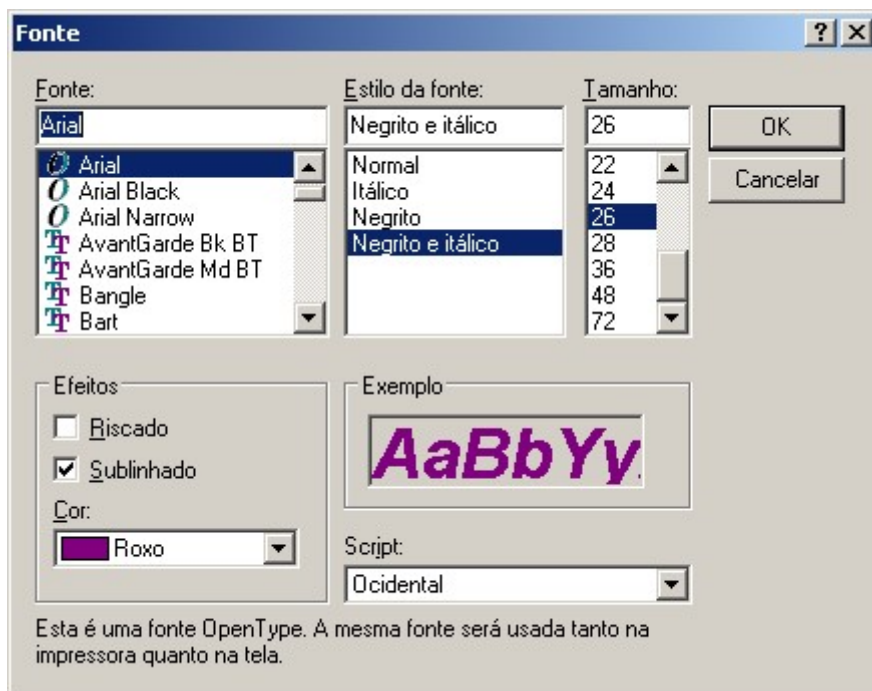 Fonte
Fonte:
Arial
Arial
Arial Black
Arial Narrow
AvantGarde Bk BT
AvantGarde Md BT
Bangle
Bart
Estilo da fonte:
Negrito e itálico
Normal
Itálico
Negrito
Negrito e itálico
Tamanho:
26
22
24
26
28
36
48
72
OK
Cancelar
Efeitos
Riscado
Sublinhado
Cor:
Roxo
Exemplo
AaBbYy
Script:
Ocidental
Esta é uma fonte OpenType. A mesma fonte será usada tanto na
impressora quanto na tela.